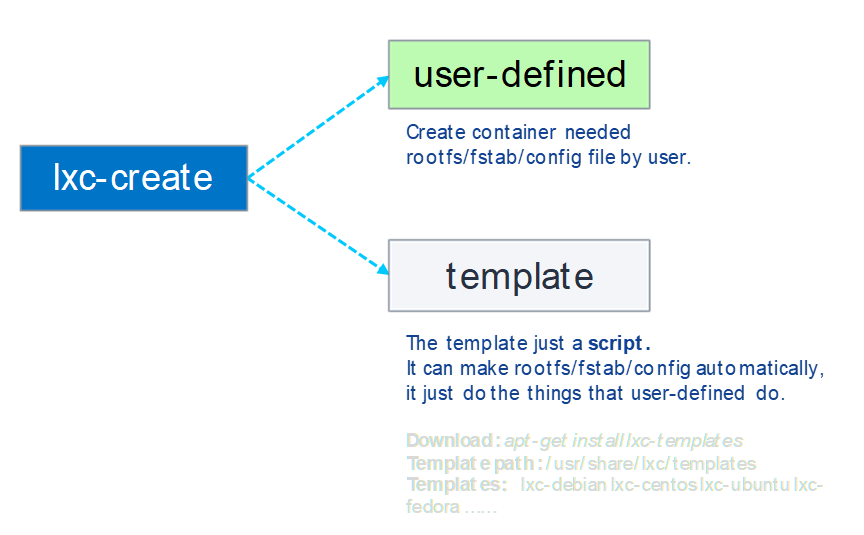 user-defined
Create container needed
rootfs/fstab/config file by user.
lxc-create
template
The template just a script.
It can make rootfs/fstab/config automatically,
it just do the things that user-defined do.
Download: apt-get install lxc-templates
Template path: /usr/share/lxc/templates
Templates: lxc-debian lxc-centos lxc-ubuntu lxc-
fedora ......